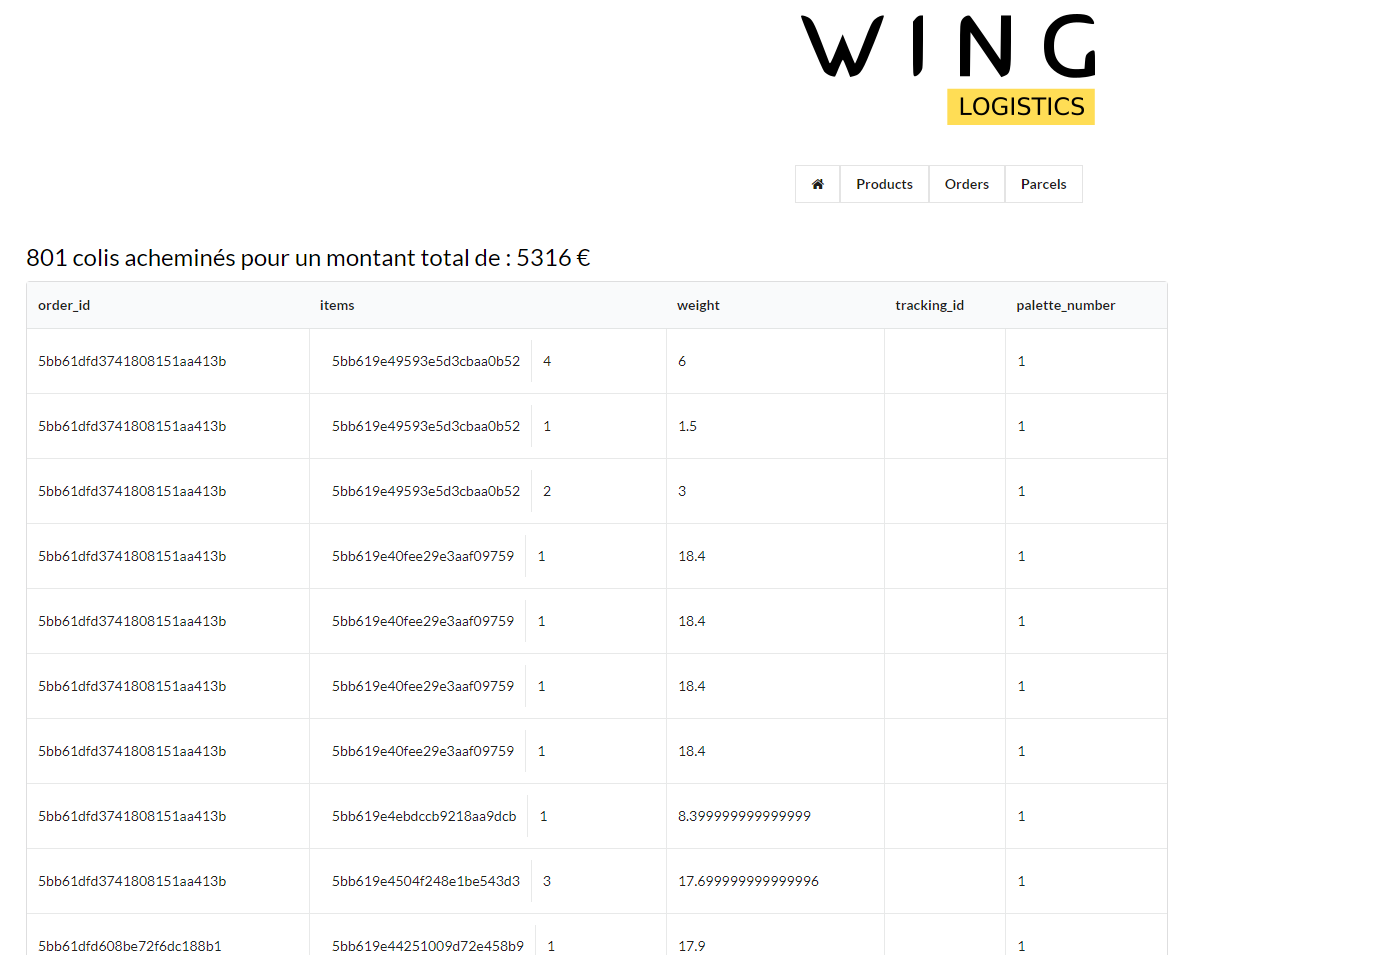 WING
LOGISTICS
Products Orders Parcels
801 colis acheminés pour un montant total de : 5316 €
order_id items weight tracking_id palette_number
5bb61dfd3741808151aa413b 5bb619e49593e5d3cbaa0b52 4 6 1
5bb61dfd3741808151aa413b 5bb619e49593e5d3cbaa0b52 1 1.5 1
5bb61dfd3741808151aa413b 5bb619e49593e5d3cbaa0b52 2 3 1
5bb61dfd3741808151aa413b 5bb619e40fee29e3aaf09759 1 18.4 1
5bb61dfd3741808151aa413b 5bb619e40fee29e3aaf09759 1 18.4 1
5bb61dfd3741808151aa413b 5bb619e40fee29e3aaf09759 1 18.4 1
5bb61dfd3741808151aa413b 5bb619e40fee29e3aaf09759 1 18.4 1
5bb61dfd3741808151aa413b 5bb619e4ebdccb9218aa9dcb 1 8.399999999999999 1
5bb61dfd3741808151aa413b 5bb619e4504f248e1be543d3 3 17.699999999999996 1
5bb61dfd608be72f6dc188b1 5bb619e44251009d72e458b9 1 17.9 1